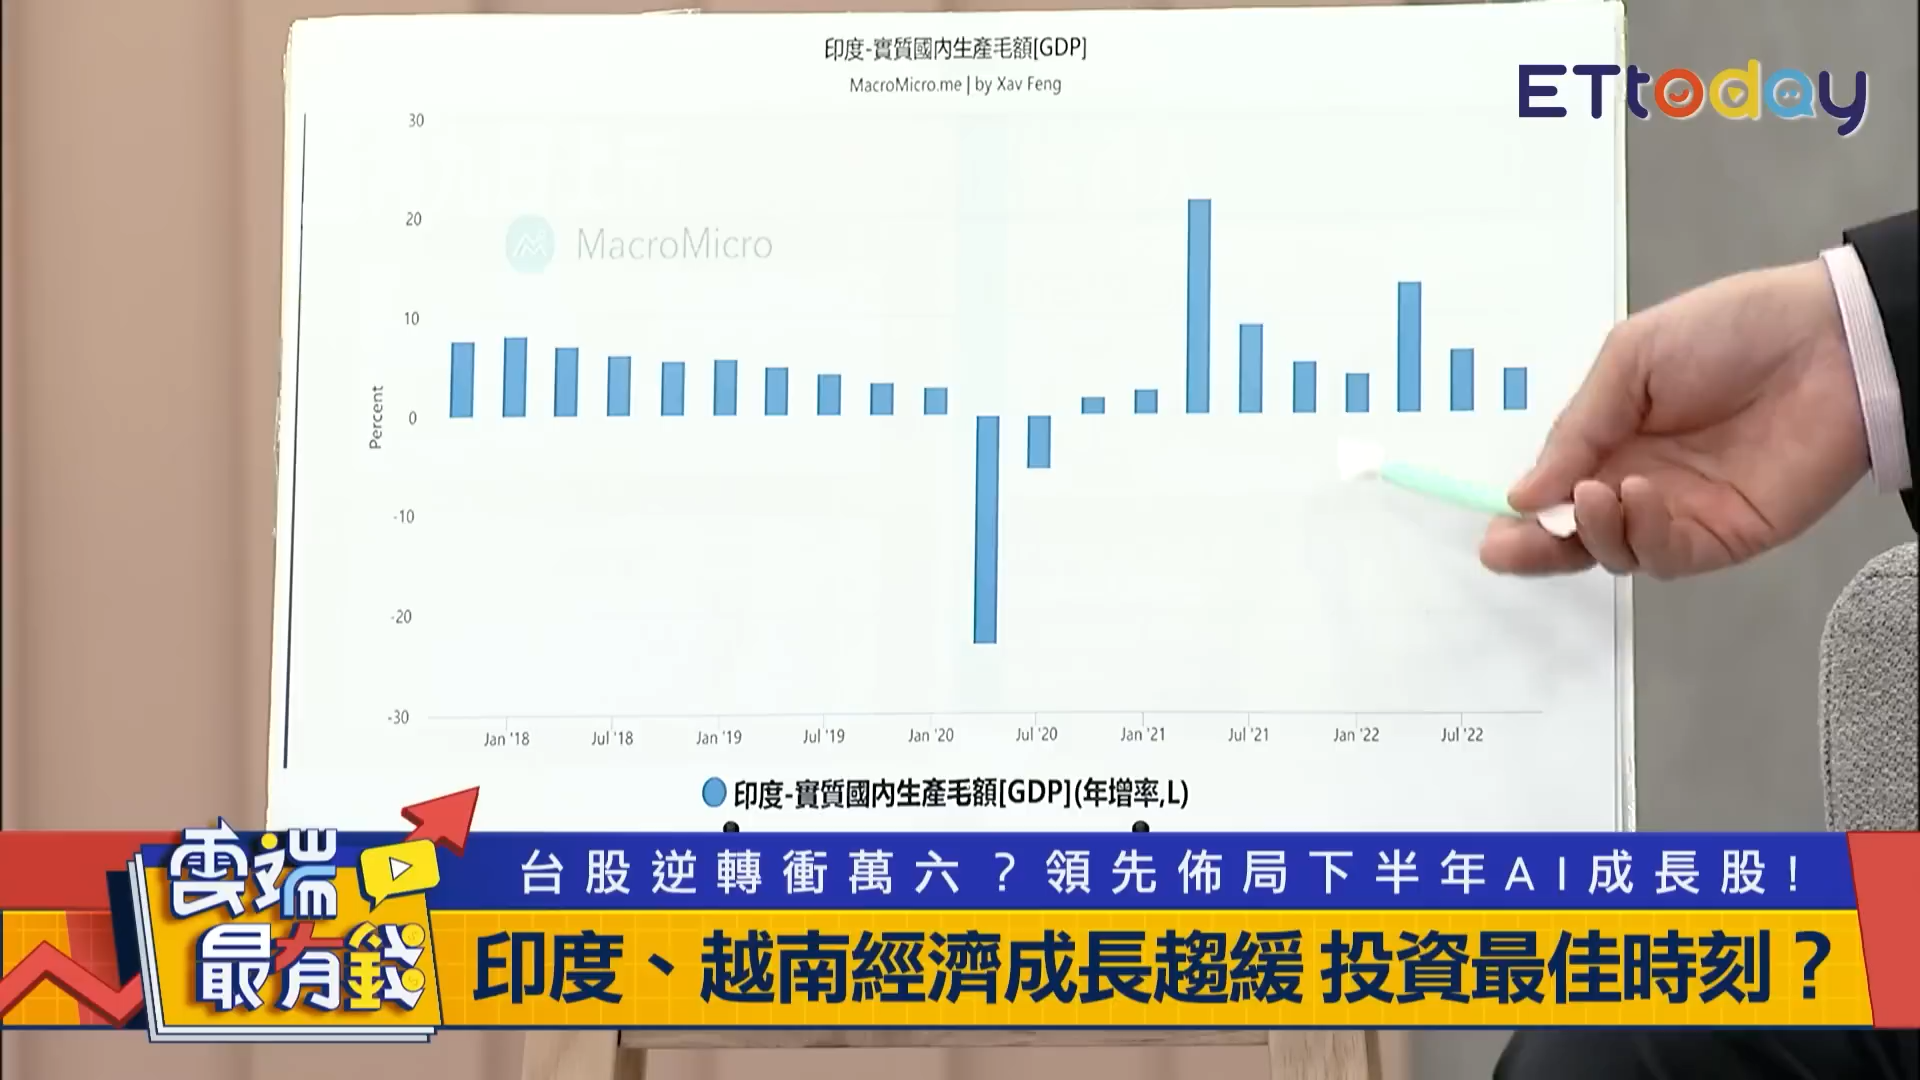 印度-實質國內生產毛額[GDP]
MacroMicro.me | by Xav Feng
ETtoday
30
20
10
0
-10
-20
-30
Percent
MacroMicro
Jan '18 Jul '18 Jan '19 Jul '19 Jan '20 Jul '20 Jan '21 Jul '21 Jan '22 Jul '22
印度-實質國內生產毛額[GDP](年增率,L)
台股逆轉衝萬六?領先佈局下半年AI成長股!
雲端
最有錢
印度、越南經濟成長趨緩 投資最佳時刻?